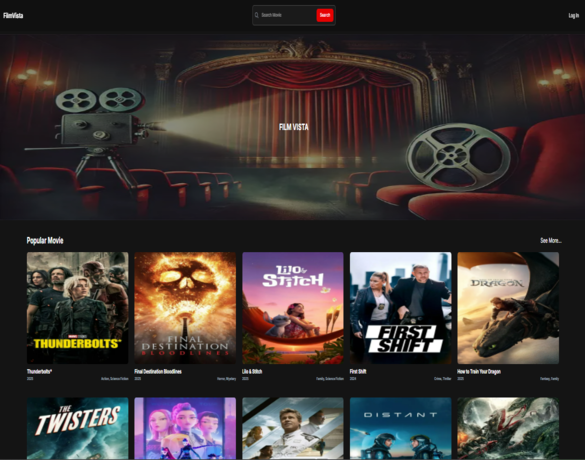 FilmVista
Search Movie
Search
Log In
FILM VISTA
Popular Movie
See More...
THUNDERBOLTS*
FINAL
DESTINATION
BLOODLINES
Lilo &
STITCH
FIRST
SHIFT
DRAGON
Thunderbolts*
Final Destination Bloodlines
Lilo & Stitch
First Shift
How to Train Your Dragon
2025
Action, Science Fiction
2025
Horror, Mystery
2025
Family, Science Fiction
2024
Crime, Thriller
2025
Fantasy, Family
THE
TWISTERS
DISTANT